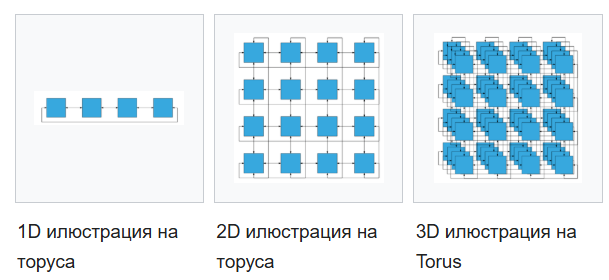 1D илюстрация на
торуса
2D илюстрация на
торуса
3D илюстрация на
Torus